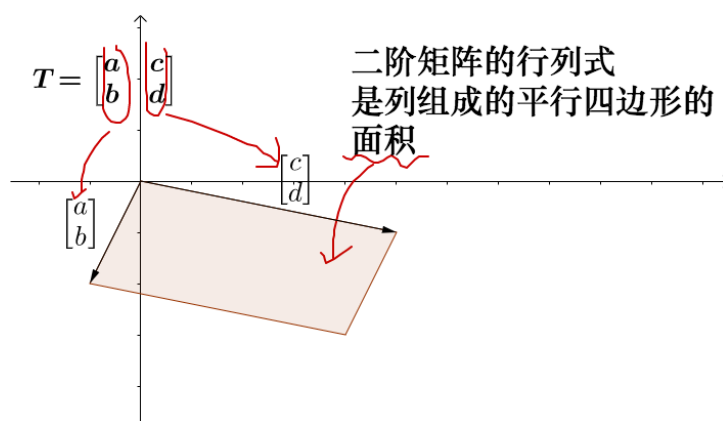 T = [a c
b d]
二阶矩阵的行列式
是列组成的平行四边形的
面积
[c
d]
[a
b]